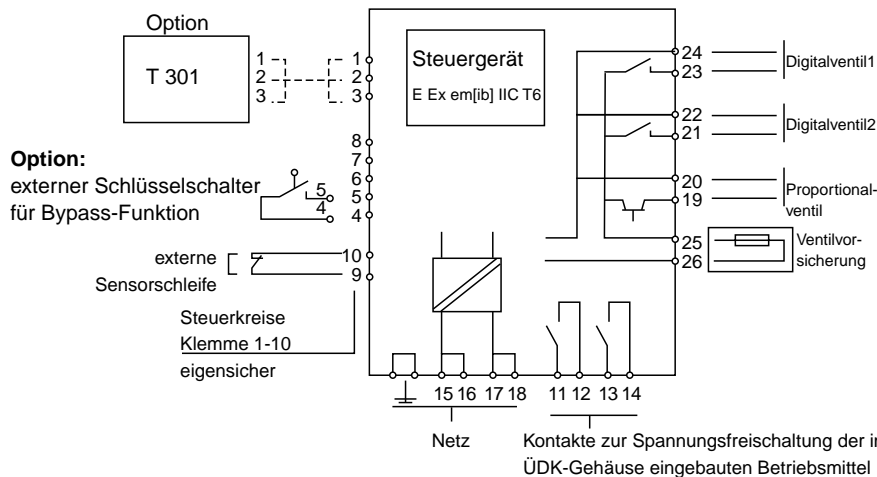 Option
T 301
1
2
3
1
2
3
Steuergerät
E Ex em[ib] IIC T6
24
23
Digitalventil1
22
21
Digitalventil2
20
19
Proportional-
ventil
25
26
Ventilvor-
sicherung
8
7
6
5
4
Option:
externer Schlüsselschalter
für Bypass-Funktion
5
4
10
9
externe
Sensorschleife
Steuerkreise
Klemme 1-10
eigensicher
15 16 17 18
Netz
11 12 13 14
Kontakte zur Spannungsfreischaltung der
ÜDK-Gehäuse eingebauten Betriebsmittel